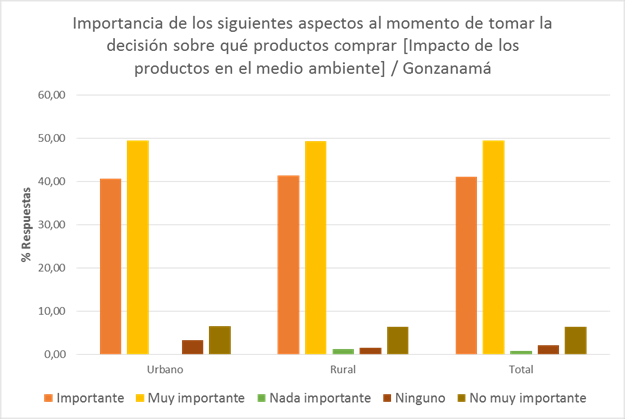 Importancia de los siguientes aspectos al momento de tomar la
decisión sobre qué productos comprar [Impacto de los
productos en el medio ambiente] / Gonzanamá
60,00
50,00
40,00
30,00
20,00
10,00
0,00
% Respuestas
Urbano Rural Total
Importante Muy importante Nada importante Ninguno No muy importante